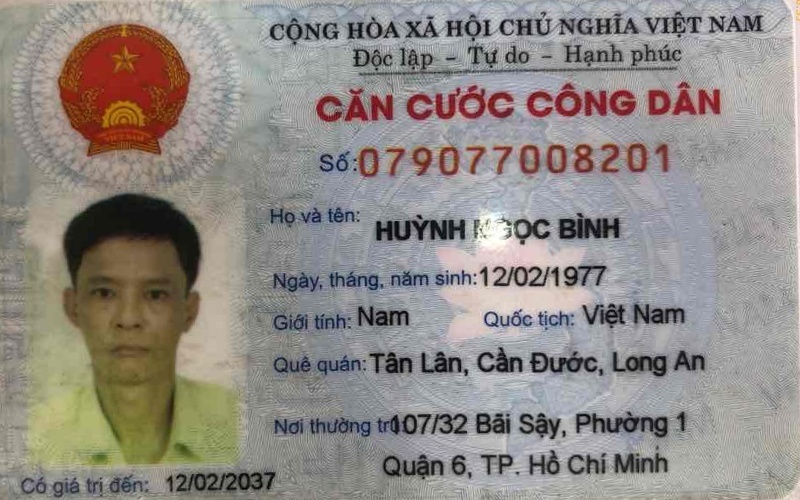 CỘNG HÒA XÃ HỘI CHỦ NGHĨA VIỆT NAM
Độc lập - Tự do - Hạnh phúc
CĂN CƯỚC CÔNG DÂN
Số: 079077008201
Họ và tên: HUỲNH NGỌC BÌNH
Ngày, tháng, năm sinh: 12/02/1977
Giới tính: Nam Quốc tịch: Việt Nam
Quê quán: Tân Lân, Cần Đước, Long An
Nơi thường trú: 107/32 Bãi Sậy, Phường 1
Quận 6, TP. Hồ Chí Minh
Có giá trị đến: 12/02/2037